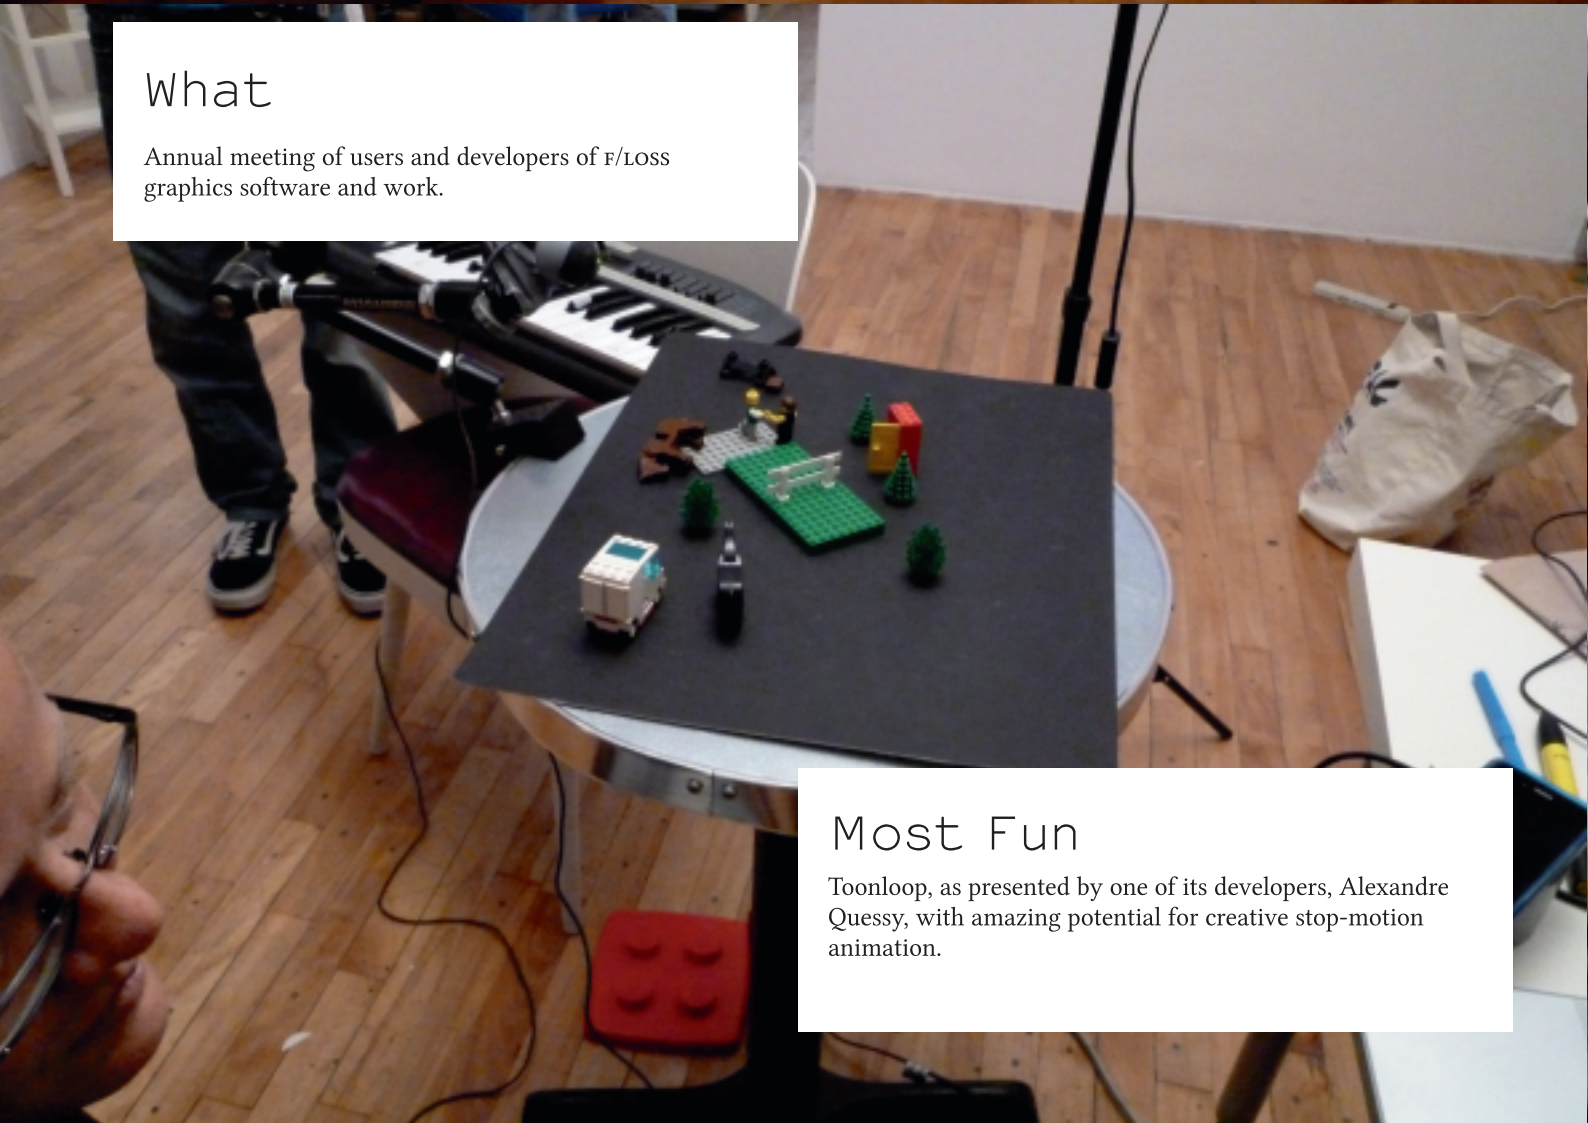 What
Annual meeting of users and developers of F/LOSS
graphics software and work.
Most Fun
Toonloop, as presented by one of its developers, Alexandre
Quessy, with amazing potential for creative stop-motion
animation.